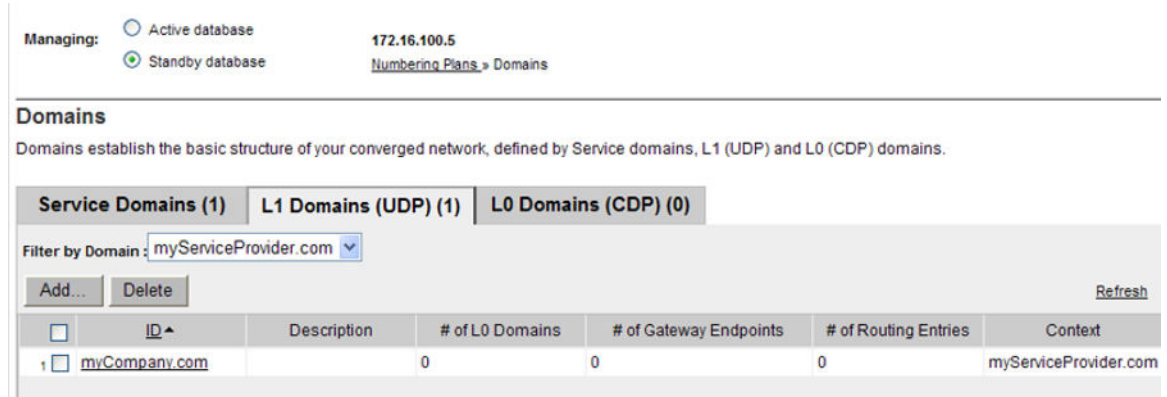 Managing:
Active database
Standby database
172.16.100.5
Numbering Plans » Domains
Domains
Domains establish the basic structure of your converged network, defined by Service domains, L1 (UDP) and L0 (CDP) domains.
Service Domains (1) L1 Domains (UDP) (1) L0 Domains (CDP) (0)
Filter by Domain : myServiceProvider.com
Add... Delete Refresh
ID▲ Description # of L0 Domains # of Gateway Endpoints # of Routing Entries Context
1 myCompany.com 0 0 0 myServiceProvider.com